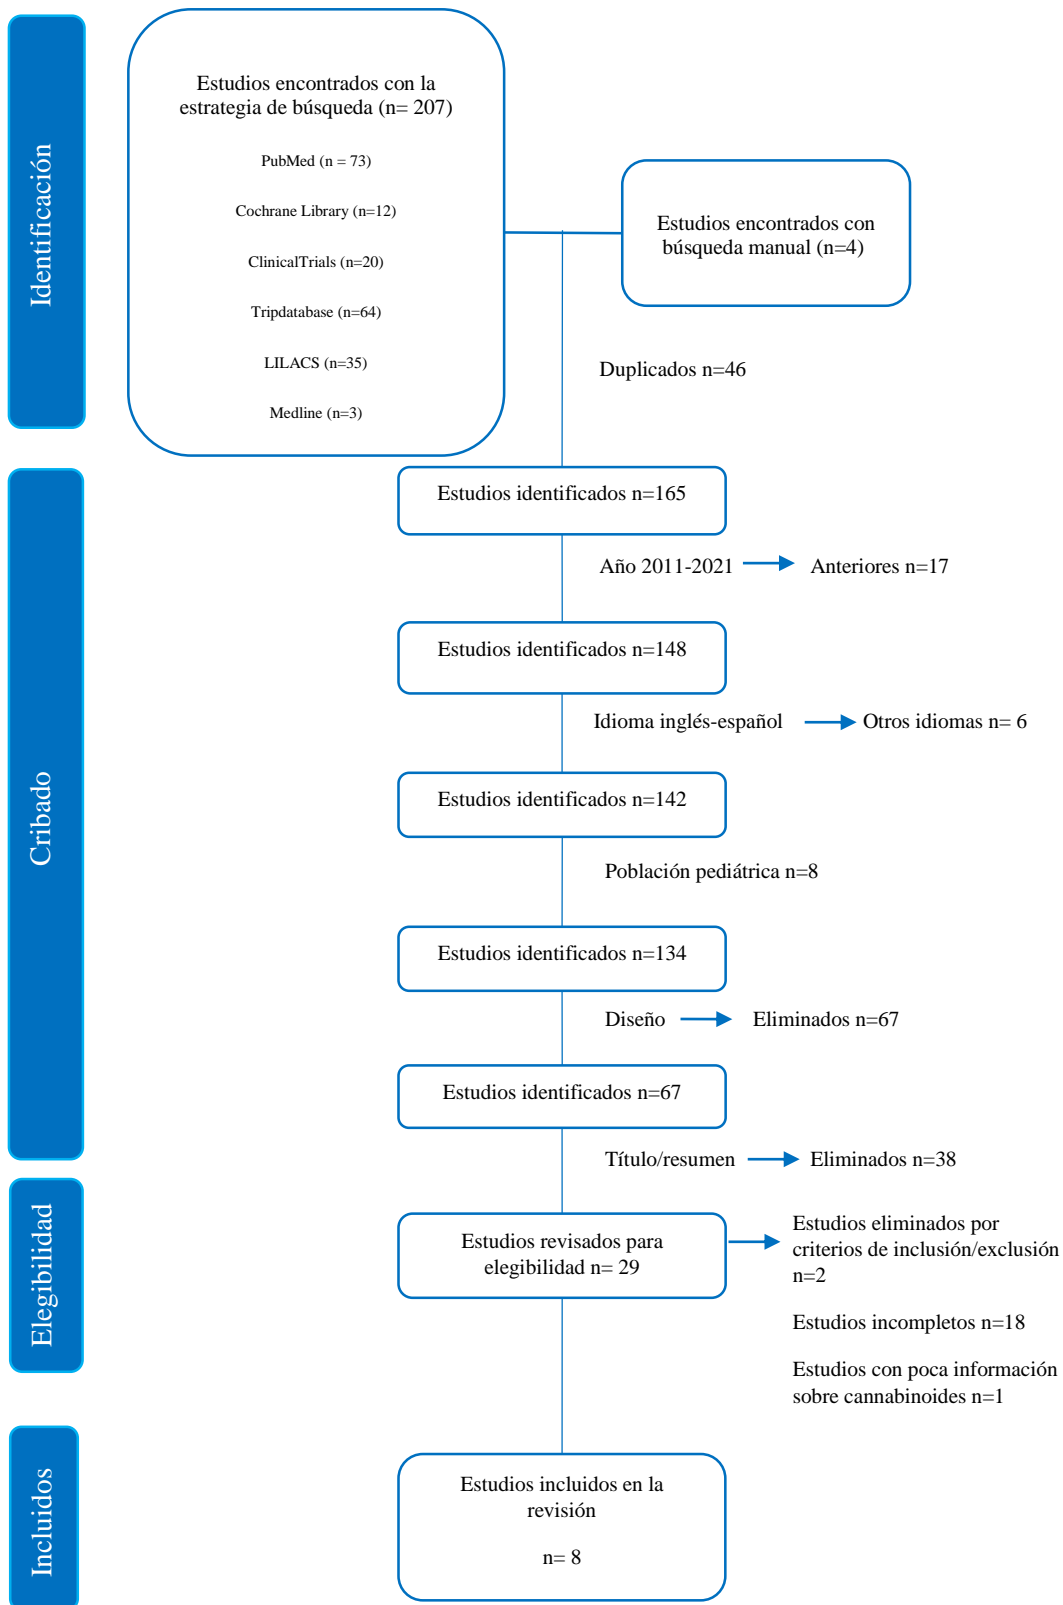 Identificación
Estudios encontrados con la
estrategia de búsqueda (n= 207)
PubMed (n = 73)
Cochrane Library (n=12)
ClinicalTrials (n=20)
Tripdatabase (n=64)
LILACS (n=35)
Medline (n=3)
Estudios encontrados con
búsqueda manual (n=4)
Duplicados n=46
Cribado
Estudios identificados n=165
Año 2011-2021
Anteriores n=17
Estudios identificados n=148
Idioma inglés-español
Otros idiomas n= 6
Estudios identificados n=142
Población pediátrica n=8
Estudios identificados n=134
Diseño
Eliminados n=67
Estudios identificados n=67
Título/resumen
Eliminados n=38
Elegibilidad
Estudios revisados para
elegibilidad n= 29
Estudios eliminados por
criterios de inclusión/exclusión
n=2
Estudios incompletos n=18
Estudios con poca información
sobre cannabinoides n=1
Incluidos
Estudios incluidos en la
revisión
n= 8